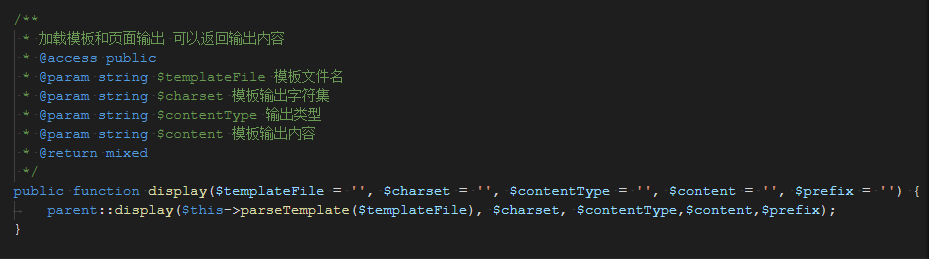 /**
 * 加载模板和页面输出 可以返回输出内容
 * @access public
 * @param string $templateFile 模板文件名
 * @param string $charset 模板输出字符集
 * @param string $contentType 输出类型
 * @param string $content 模板输出内容
 * @return mixed
 */
public function display($templateFile = '', $charset = '', $contentType = '', $content = '', $prefix = '') {
    parent::display($this->parseTemplate($templateFile), $charset, $contentType,$content,$prefix);
}